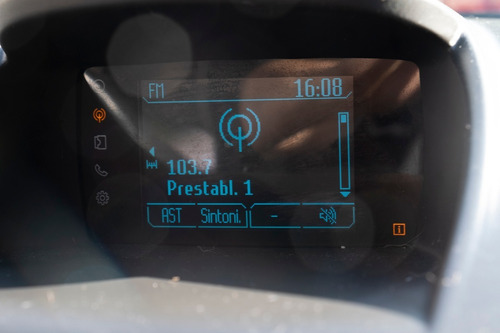 FM 16:08
103.7
Prestabl. 1
AST Sintoni. -